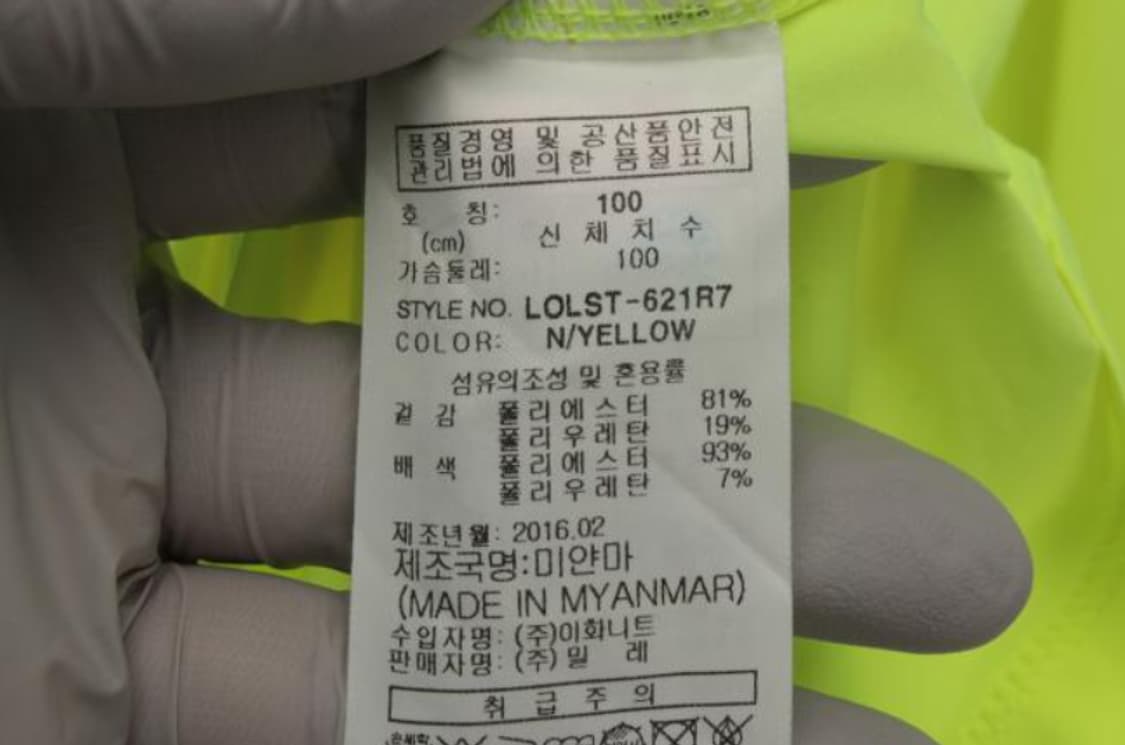 품질경영 및 공산품안전
관리법에 의한 품질표시
호 칭: 100
(cm) 신 체 치 수
가슴둘레: 100
STYLE NO. LOLST-621R7
COLOR: N/YELLOW
섬유의조성 및 혼용률
겉 감 폴리에스터 81%
폴리우레탄 19%
배 색 폴리에스터 93%
폴리우레탄 7%
제조년월: 2016.02
제조국명:미얀마
(MADE IN MYANMAR)
수입자명: (주)이화니트
판매자명: (주)밀 레
취 급 주 의